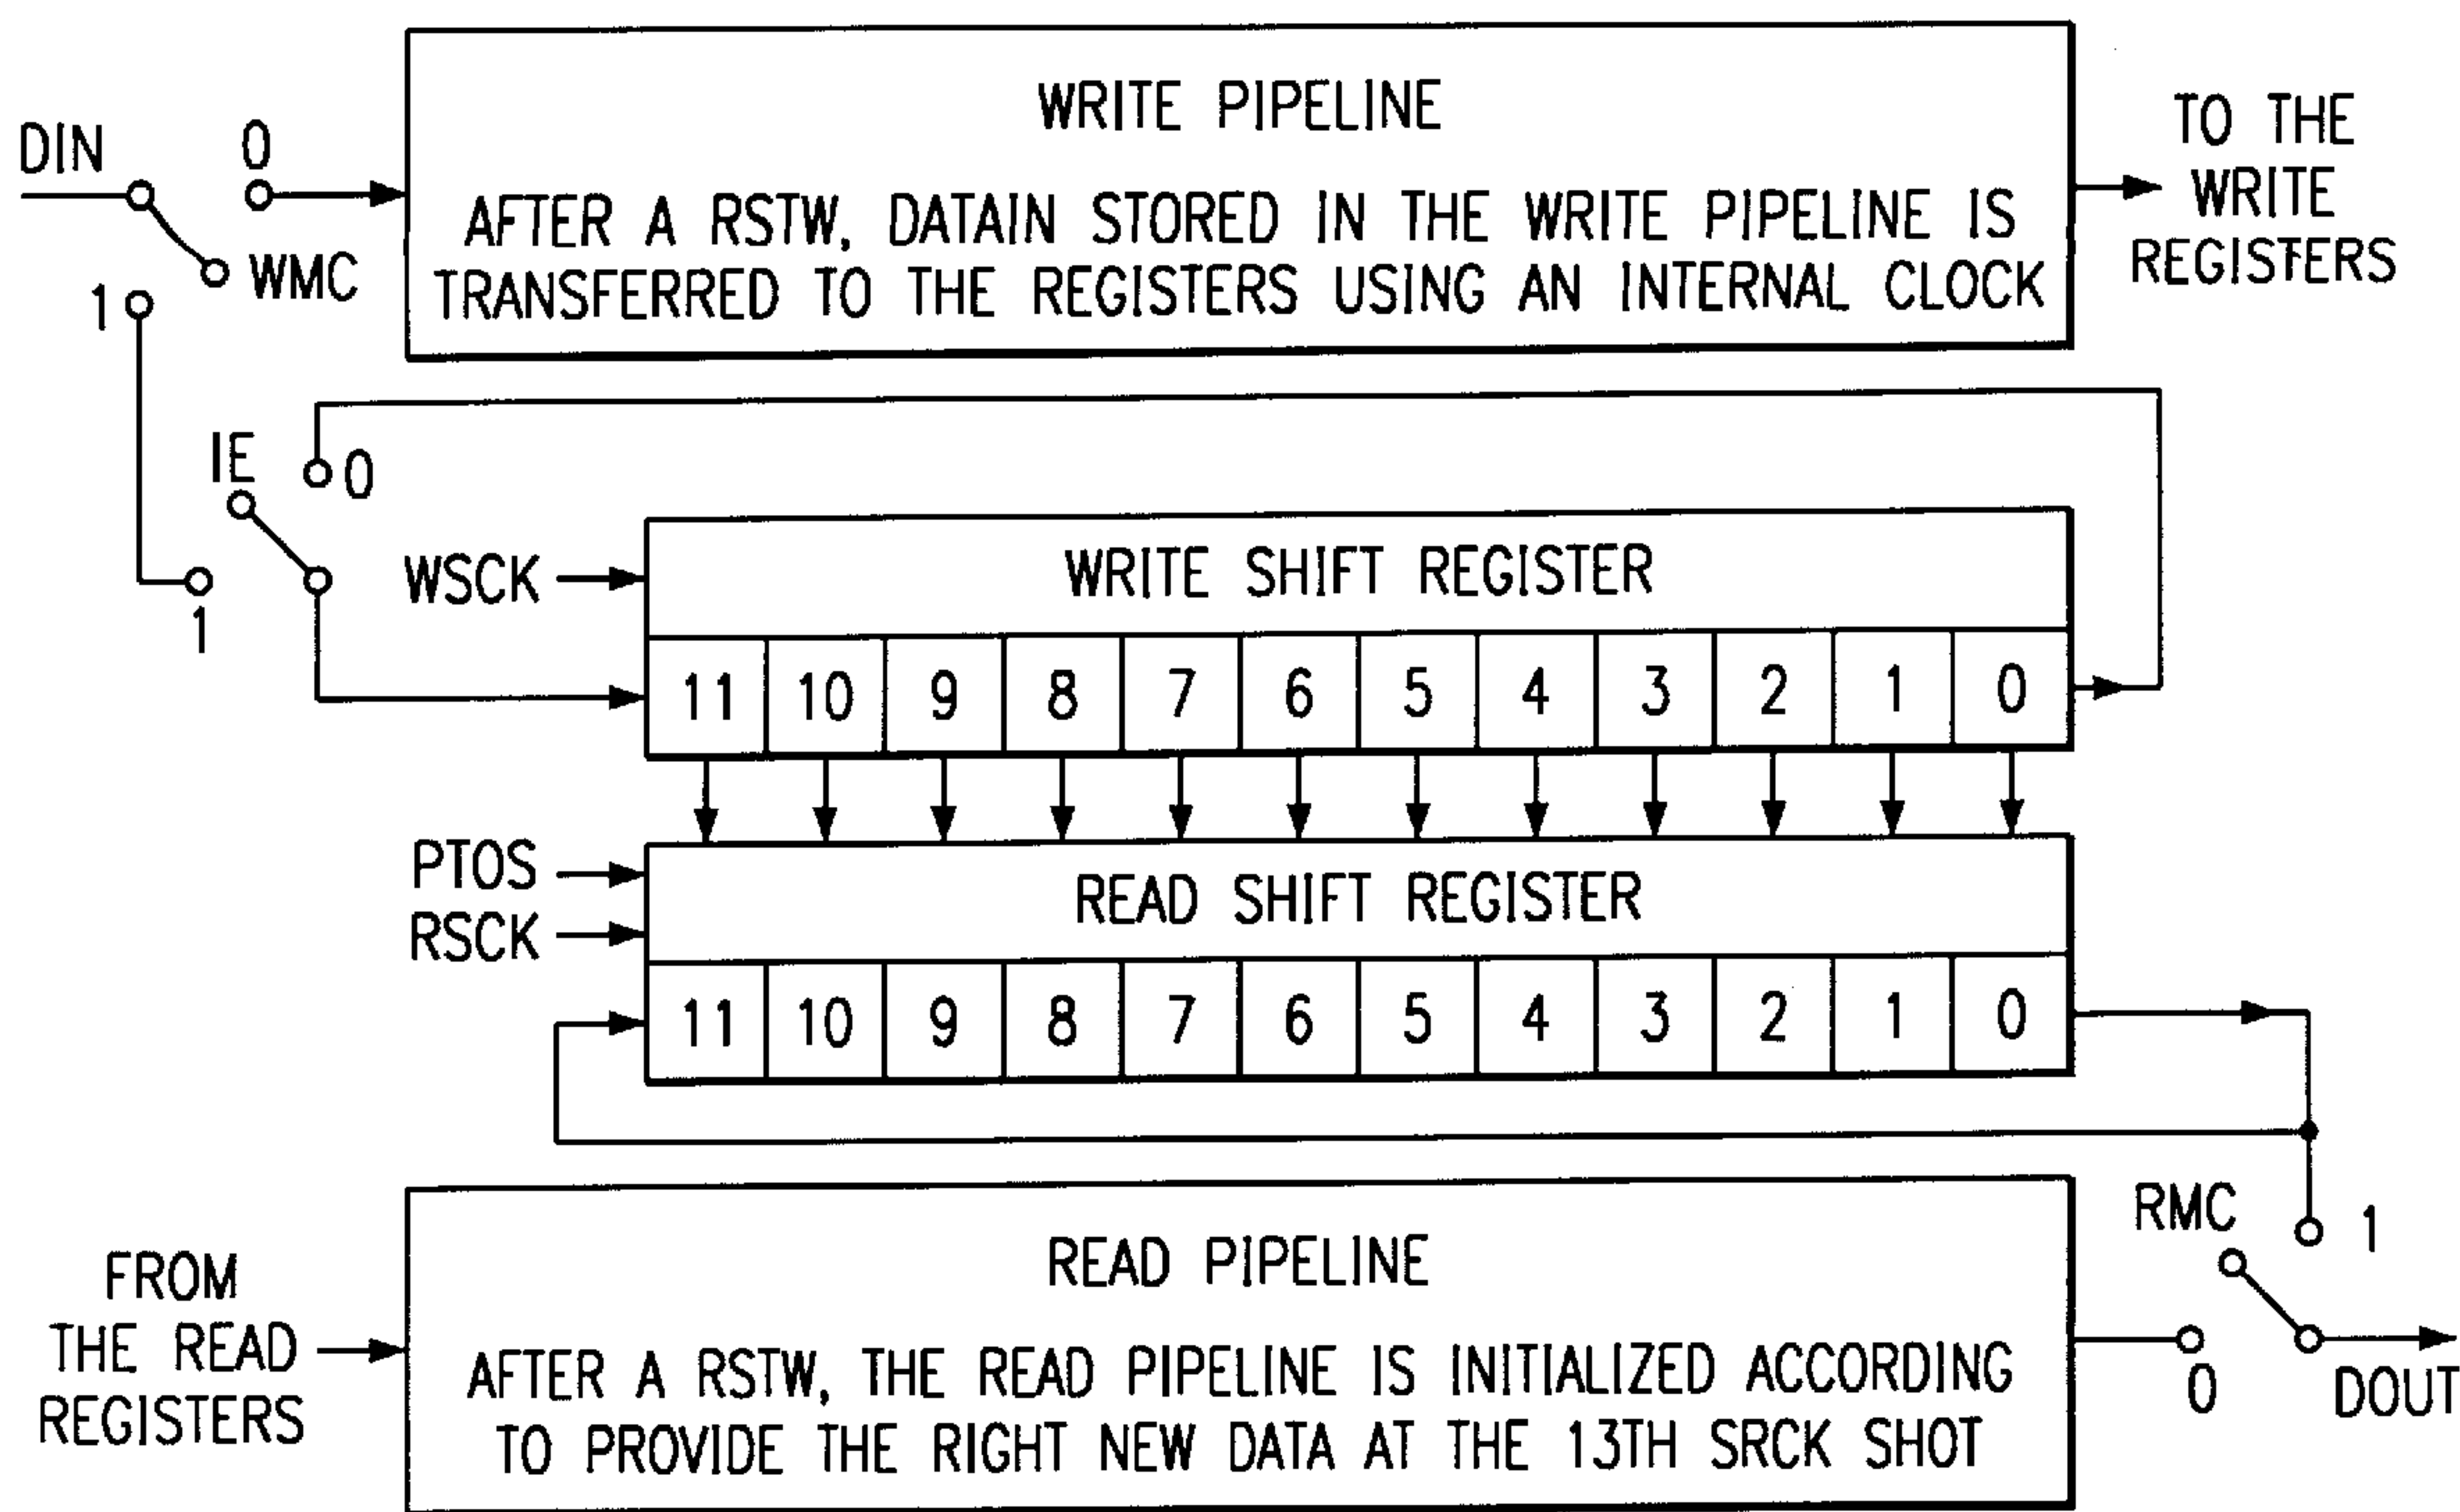 WRITE PIPELINE
AFTER A RSTW, DATAIN STORED IN THE WRITE PIPELINE IS
TRANSFERRED TO THE REGISTERS USING AN INTERNAL CLOCK
DIN
0
WMC
1
TO THE
WRITE
REGISTERS
IE
0
1
WSCK
WRITE SHIFT REGISTER
11 10 9 8 7 6 5 4 3 2 1 0
PTOS
RSCK
READ SHIFT REGISTER
11 10 9 8 7 6 5 4 3 2 1 0
FROM
THE READ
REGISTERS
READ PIPELINE
AFTER A RSTW, THE READ PIPELINE IS INITIALIZED ACCORDING
TO PROVIDE THE RIGHT NEW DATA AT THE 13TH SRCK SHOT
RMC
1
0
DOUT